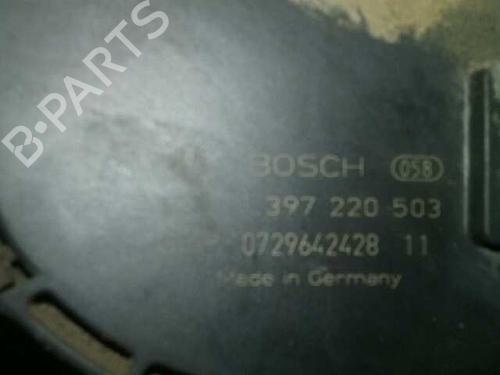 B-PARTS
BOSCH 058
397 220 503
0729642428 11
Made in Germany